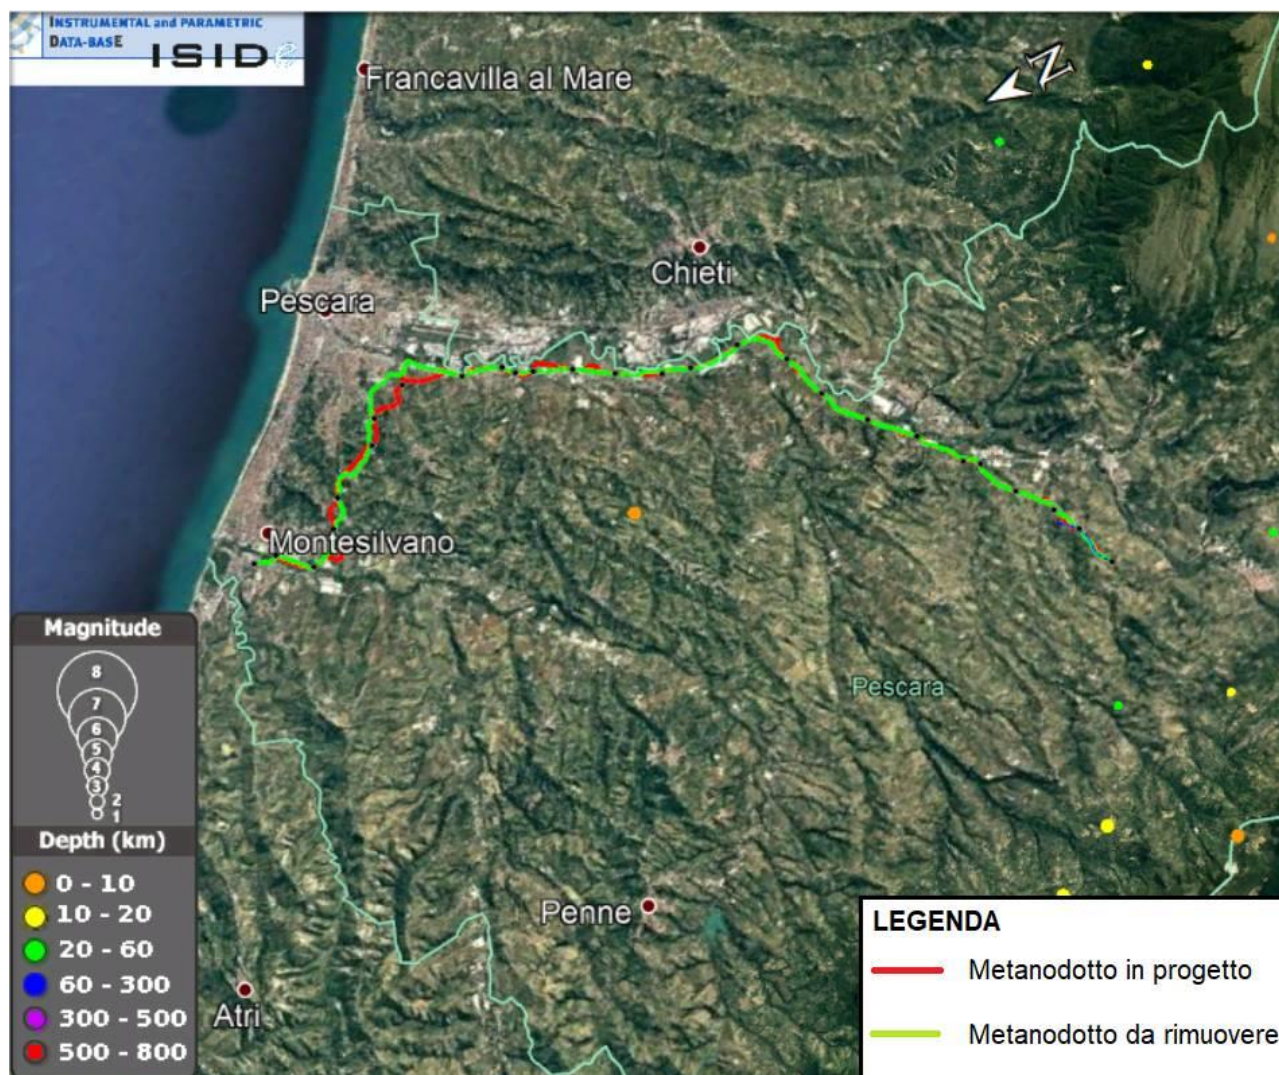 INSTRUMENTAL and PARAMETRIC
DATA-BASE
ISIDe
Francavilla al Mare
N
Chieti
Pescara
Montesilvano
Pescara
Penne
Atri
Magnitude
8
7
6
5
4
3
2
1
Depth (km)
0 - 10
10 - 20
20 - 60
60 - 300
300 - 500
500 - 800
LEGENDA
Metanodotto in progetto
Metanodotto da rimuovere